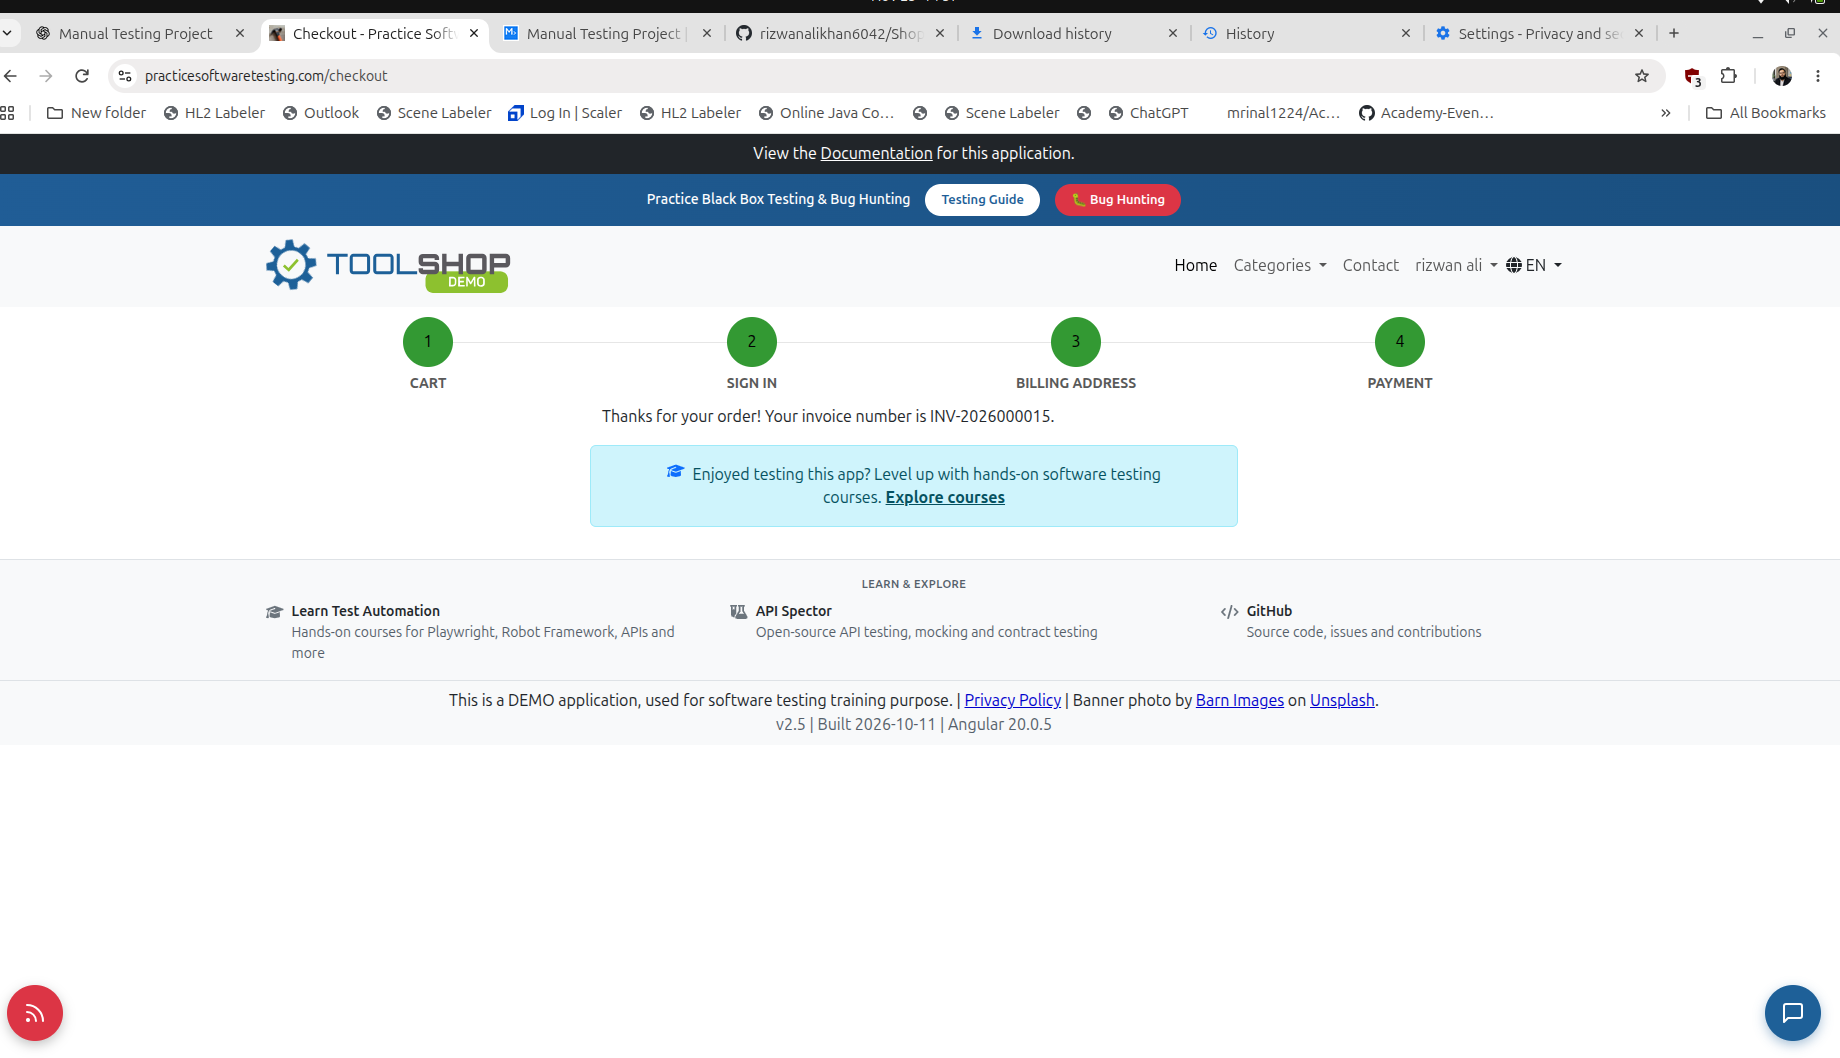 Manual Testing Project
Checkout - Practice Softw
Manual Testing Project
rizwanalikhan6042/Shop
Download history
History
Settings - Privacy and se
practicesoftwaretesting.com/checkout
3
New folder
HL2 Labeler
Outlook
Scene Labeler
Log In | Scaler
HL2 Labeler
Online Java Co…
Scene Labeler
ChatGPT
mrinal1224/Ac…
Academy-Even…
»
All Bookmarks
View the Documentation for this application.
Practice Black Box Testing & Bug Hunting
Testing Guide
Bug Hunting
TOOLSHOP
DEMO
Home
Categories
Contact
rizwan ali
EN
1
2
3
4
CART
SIGN IN
BILLING ADDRESS
PAYMENT
Thanks for your order! Your invoice number is INV-2026000015.
Enjoyed testing this app? Level up with hands-on software testing
courses. Explore courses
LEARN & EXPLORE
Learn Test Automation
Hands-on courses for Playwright, Robot Framework, APIs and
more
API Spector
Open-source API testing, mocking and contract testing
GitHub
Source code, issues and contributions
This is a DEMO application, used for software testing training purpose. | Privacy Policy | Banner photo by Barn Images on Unsplash.
v2.5 | Built 2026-10-11 | Angular 20.0.5